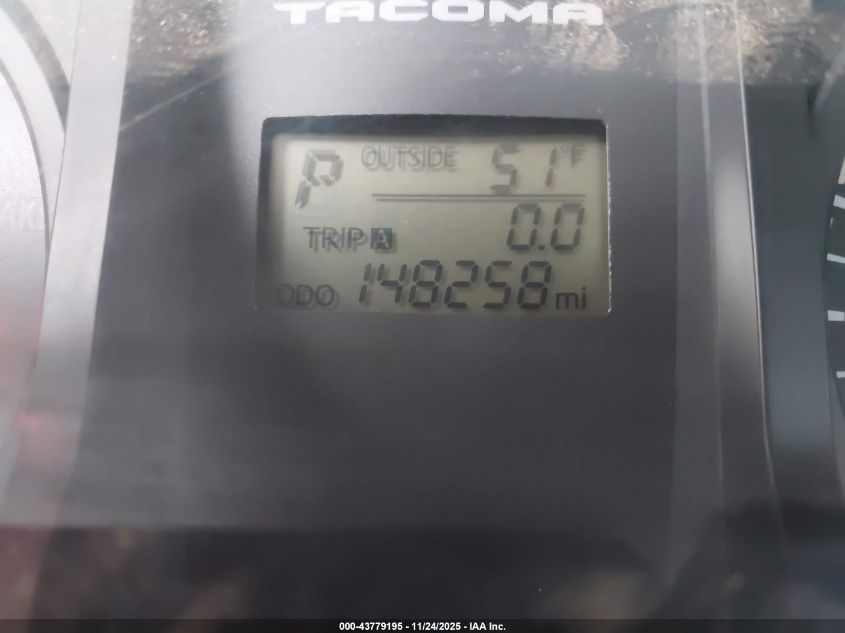 TACOMA
P OUTSIDE 51°F
TRIP A 0.0
ODO 148258 mi
000-43779195 - 11/24/2025 - IAA Inc.